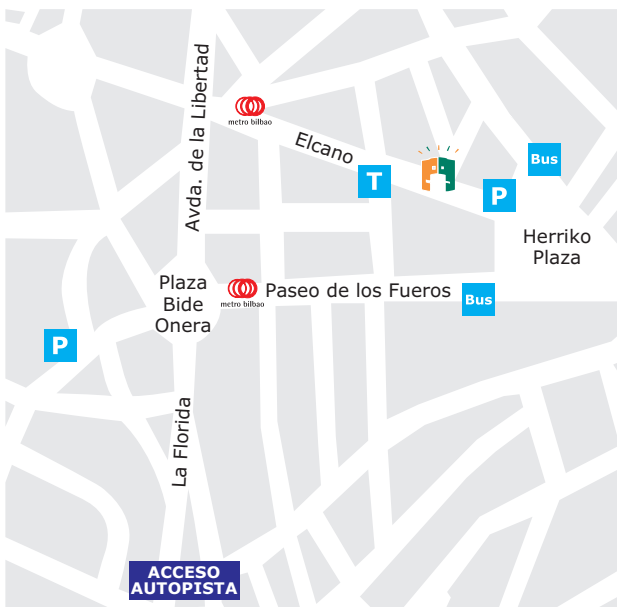 Avda. de la Libertad
metro bilbao
Elcano
T
Bus
P
Herriko
Plaza
Plaza
Bide
Onera
metro bilbao
Paseo de los Fueros
Bus
P
La Florida
ACCESO
AUTOPISTA